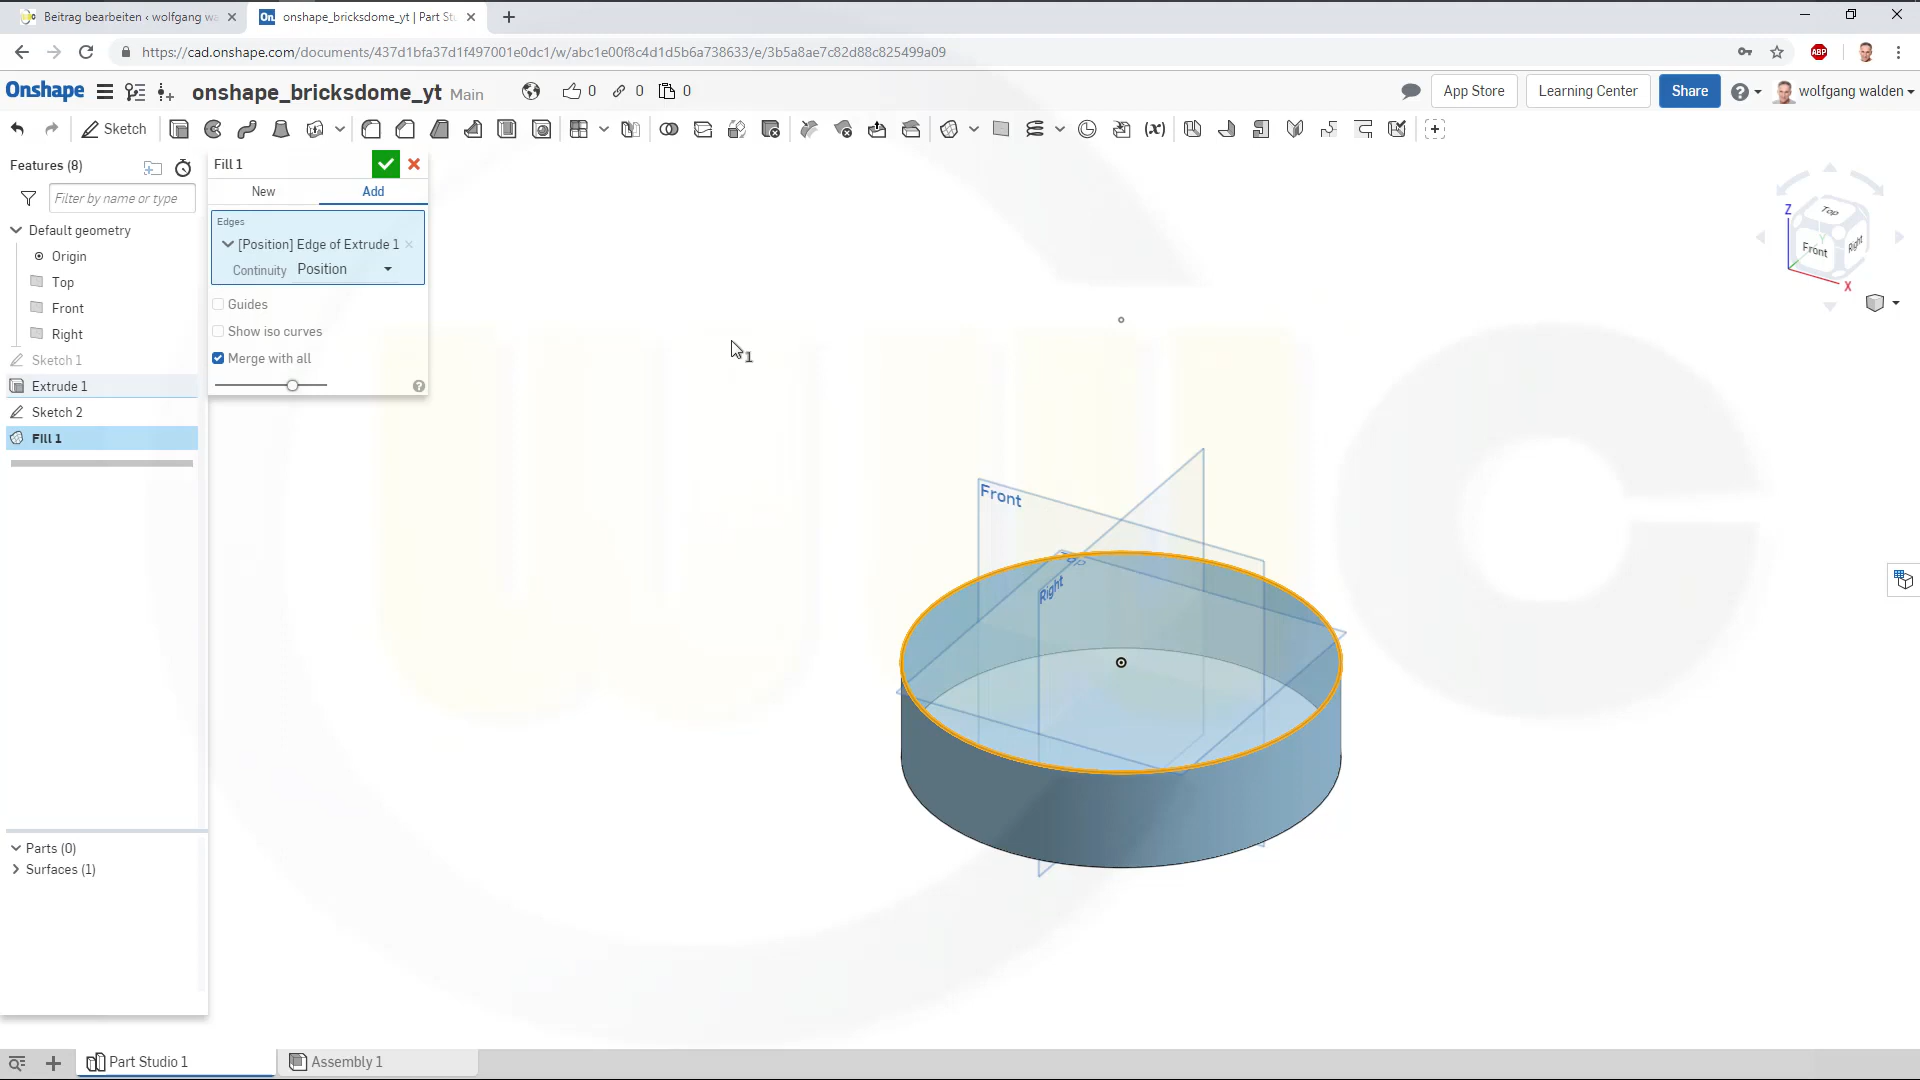 Beitrag bearbeiten ‹ wolfgang wa
onshape_bricksdome_yt | Part St
https://cad.onshape.com/documents/437d1bfa37d1f497001e0dc1/w/abc1e00f8c4d1d5b6a738633/e/3b5a8ae7c82d88c825499a09
ABP
Onshape
onshape_bricksdome_yt Main
0
0
0
App Store
Learning Center
Share
wolfgang walden
Sketch
(x)
Features (8)
Filter by name or type
Default geometry
Origin
Top
Front
Right
Sketch 1
Extrude 1
Sketch 2
Fill 1
Parts (0)
Surfaces (1)
Fill 1
New
Add
Edges
[Position] Edge of Extrude 1
Continuity Position
Guides
Show iso curves
Merge with all
1
Front
Top
Right
Z
Top
Y
Front
Right
X
Part Studio 1
Assembly 1